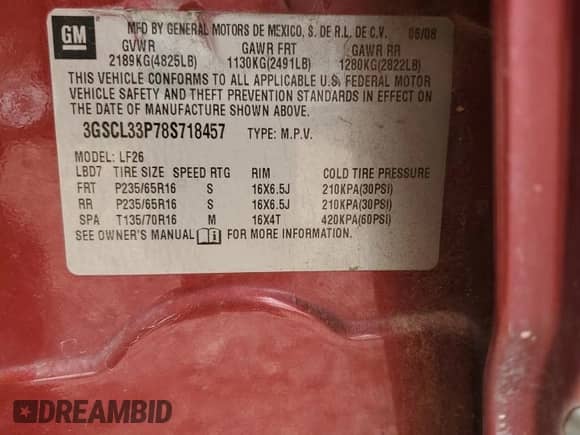 GM
MFD BY GENERAL MOTORS DE MEXICO, S. DE R.L. DE C.V. 06/08
GVWR GAWR FRT GAWR RR
2189KG(4825LB) 1130KG(2491LB) 1280KG(2822LB)
THIS VEHICLE CONFORMS TO ALL APPLICABLE U.S. FEDERAL MOTOR
VEHICLE SAFETY AND THEFT PREVENTION STANDARDS IN EFFECT ON
THE DATE OF MANUFACTURE SHOWN ABOVE.
3GSCL33P78S718457 TYPE: M.P.V.
MODEL: LF26
LBD7 TIRE SIZE SPEED RTG RIM COLD TIRE PRESSURE
FRT P235/65R16 S 16X6.5J 210KPA(30PSI)
RR P235/65R16 S 16X6.5J 210KPA(30PSI)
SPA T135/70R16 M 16X4T 420KPA(60PSI)
SEE OWNER'S MANUAL FOR MORE INFORMATION.
DREAMBID